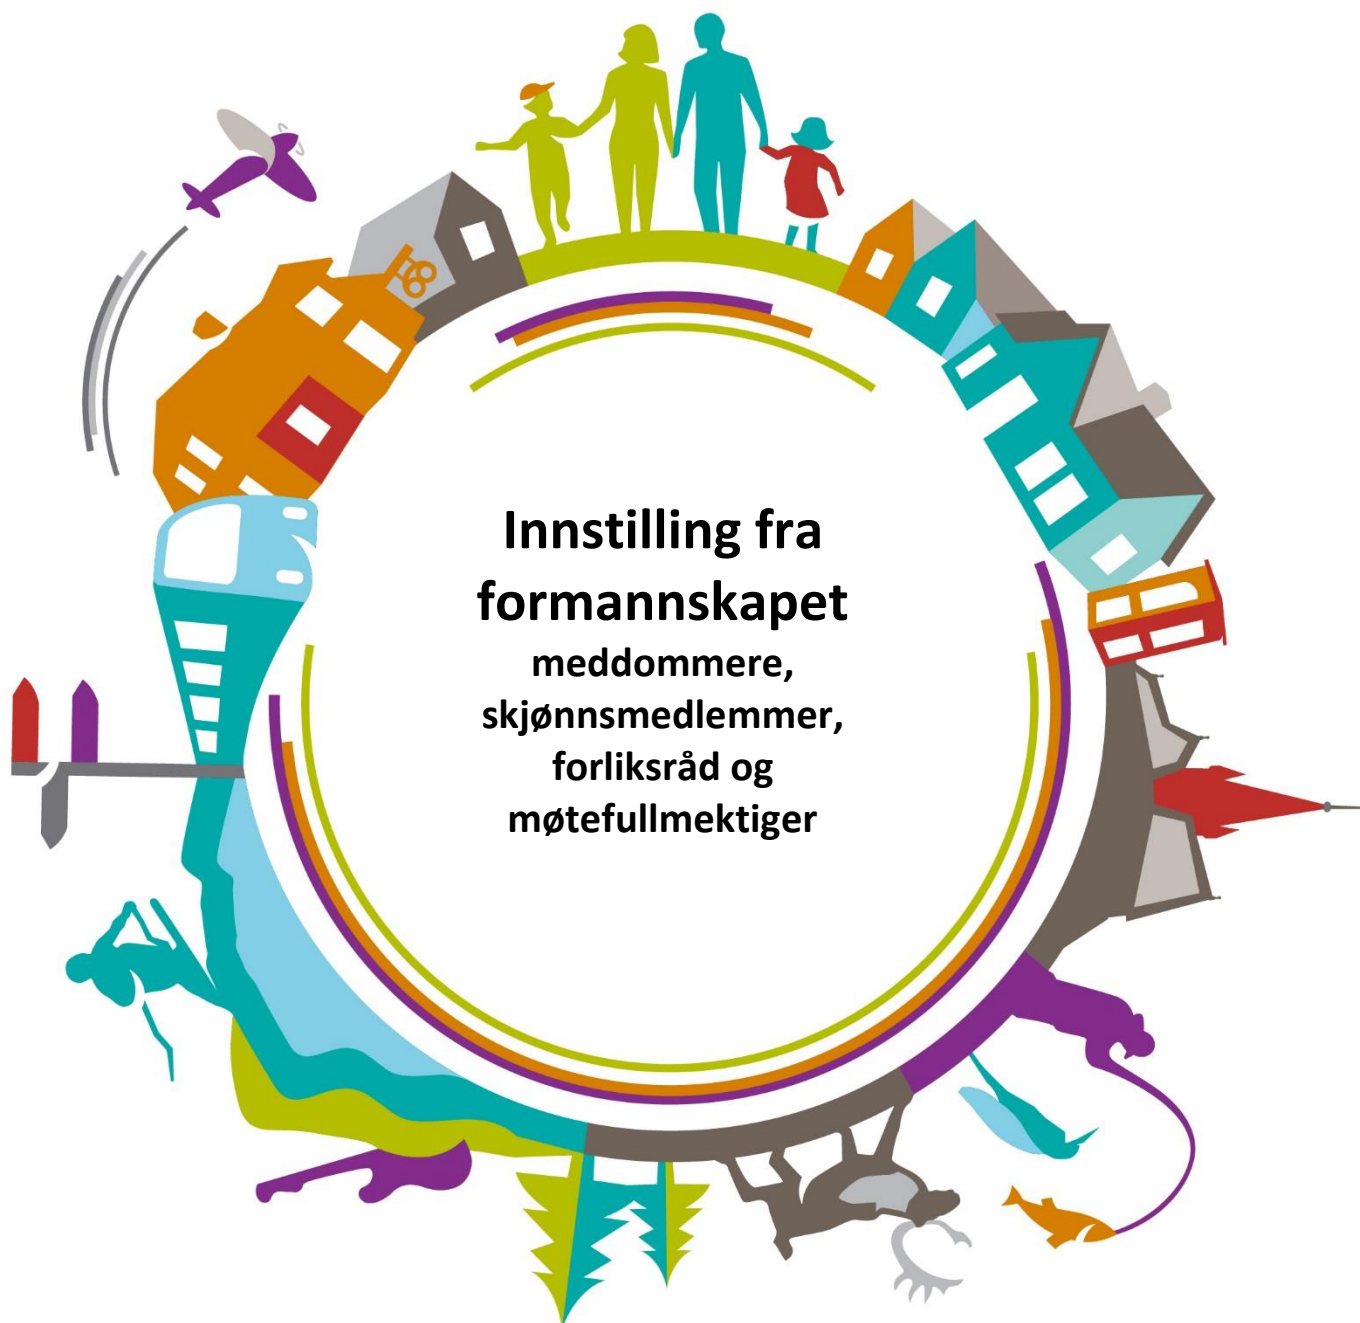 Innstilling fra
formannskapet
meddommere,
skjønnsmedlemmer,
forliksråd og
møtefullmektiger